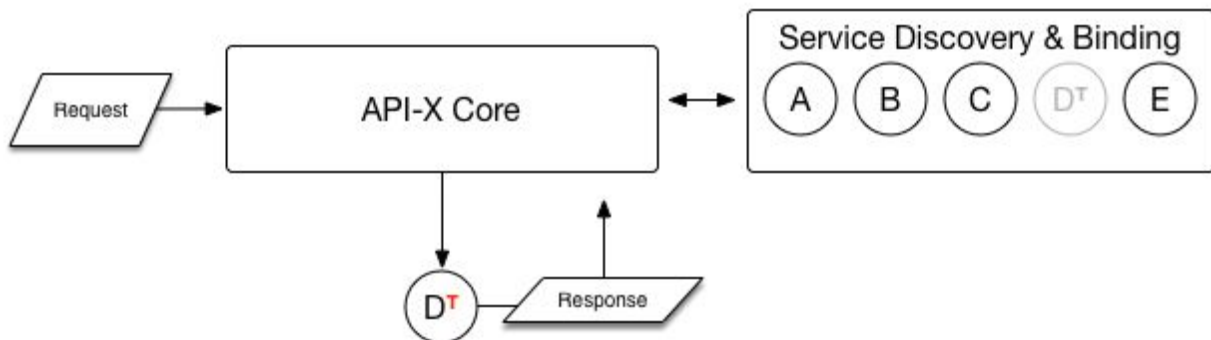 Service Discovery & Binding
Request
API-X Core
A B C Dᵀ E
Dᵀ
Response